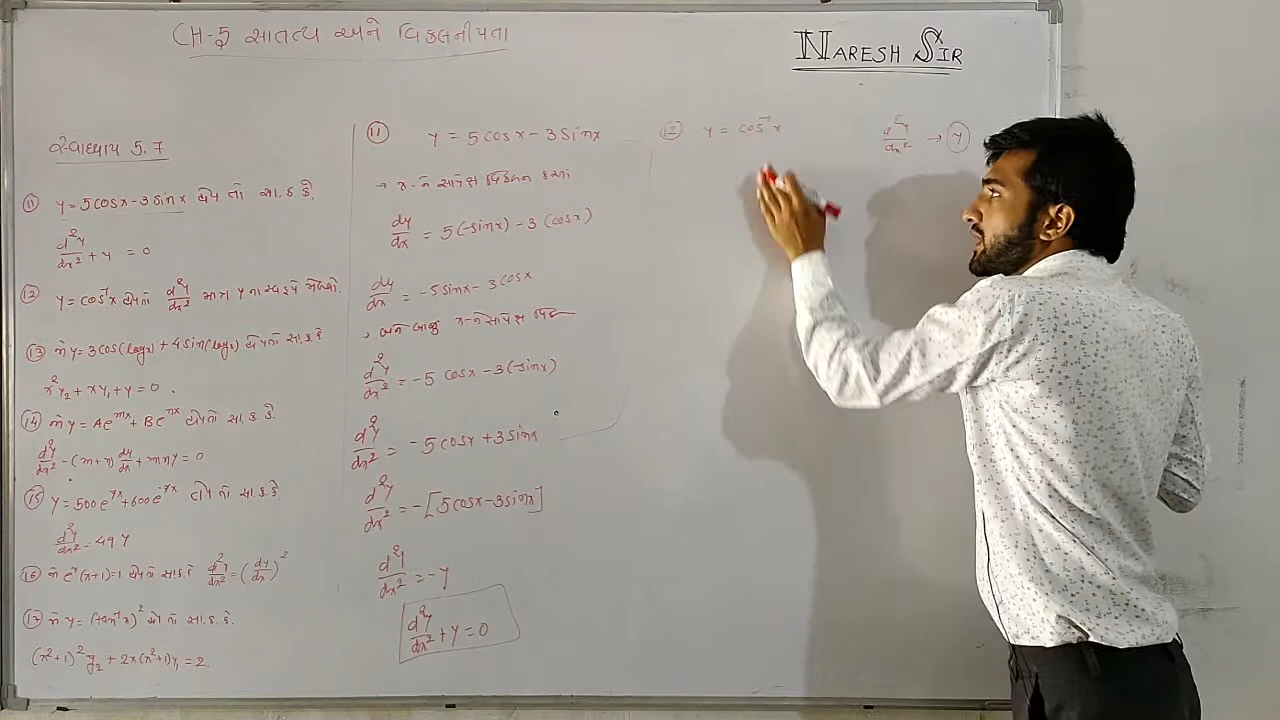 CH-5 સાતત્ય અને વિકલનીયતા
NARESH SIR
સ્વાધ્યાય 5.7
⑪ y = 5cosx-3sinx હોય તો સા.ક.કે.
d²y/dx² + y = 0
⑫ y = cos⁻¹x હોય તો d²y/dx² માત્ર y ના સ્વરૂપે મેળવો.
⑬ જો y = 3cos(logx) + 4sin(logx) હોય તો સા.ક.કે
x²y₂ + xy₁ + y = 0.
⑭ જો y = Ae^mx + Be^nx હોય તો સા.ક.કે.
d²y/dx² - (m+n) dy/dx + mny = 0
⑮ y = 500e^7x + 600e^-7x હોય તો સા.ક.કે.
d²y/dx² = 49y
⑯ જો e^y(x+1)=1 હોય તો સા.ક.કે d²y/dx² = (dy/dx)²
⑰ જો y = (tan⁻¹x)² હોય તો સા.ક.કે.
(x²+1)² y₂ + 2x(x²+1)y₁ = 2.
⑪ y = 5cosx - 3sinx
→ x-ને સાપેક્ષ વિકલન કરતાં
dy/dx = 5(-sinx) - 3(cosx)
dy/dx = -5sinx - 3cosx
→ બંને બાજુ x-ને સાપેક્ષ
d²y/dx² = -5cosx - 3(-sinx)
d²y/dx² = -5cosx + 3sinx
d²y/dx² = -[5cosx-3sinx]
d²y/dx² = -y
d²y/dx² + y = 0
⑫ y = cos⁻¹x d²y/dx² → y